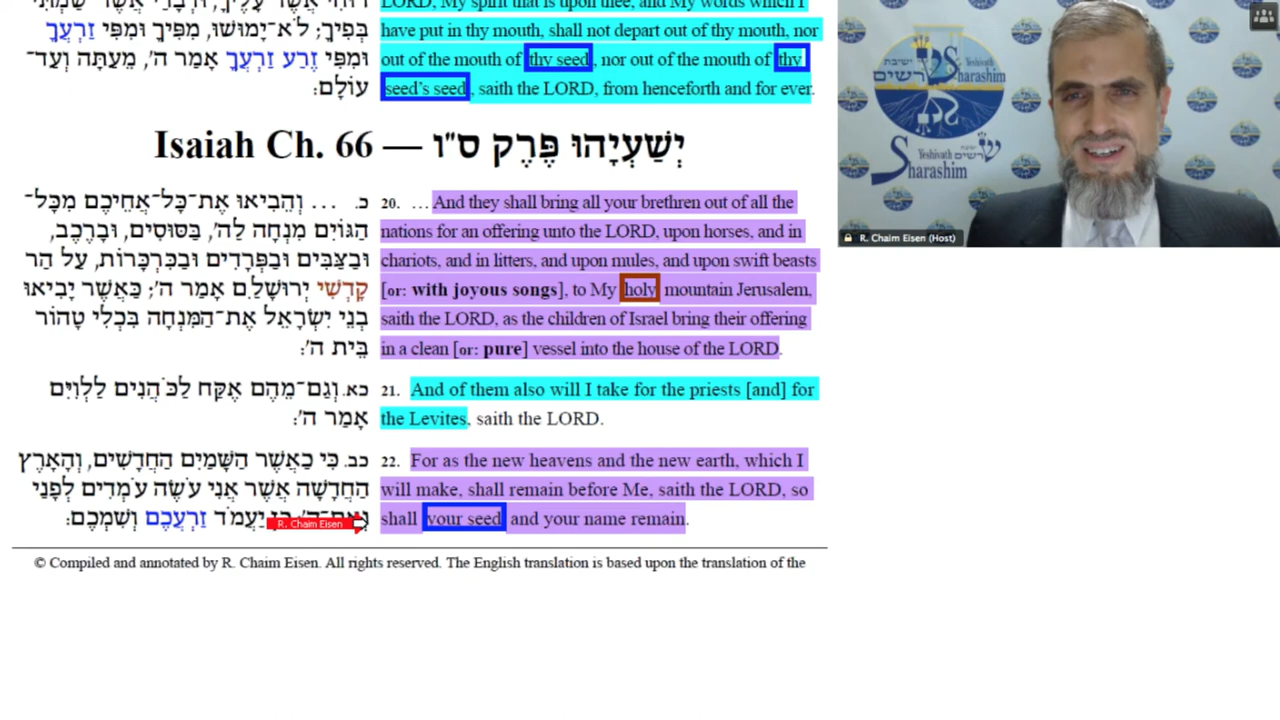 בְּפִיךָ; לֹא־יָמוּשׁוּ, מִפִּיךָ וּמִפִּי זַרְעֲךָ
וּמִפִּי זֶרַע זַרְעֲךָ אָמַר ה', מֵעַתָּה וְעַד־
עוֹלָם:
LORD, My spirit that is upon thee, and My words which I
have put in thy mouth, shall not depart out of thy mouth, nor
out of the mouth of thy seed, nor out of the mouth of thy
seed's seed, saith the LORD, from henceforth and for ever.
Isaiah Ch. 66 — יְשַׁעְיָהוּ פֶּרֶק ס"ו
כ. ... וְהֵבִיאוּ אֶת־כָּל־אֲחֵיכֶם מִכָּל־
הַגּוֹיִם מִנְחָה לַה', בַּסּוּסִים, וּבָרֶכֶב,
וּבַצַּבִּים וּבַפְּרָדִים וּבַכִּרְכָּרוֹת, עַל הַר
קָדְשִׁי יְרוּשָׁלִַם אָמַר ה'; כַּאֲשֶׁר יָבִיאוּ
בְנֵי יִשְׂרָאֵל אֶת־הַמִּנְחָה בִּכְלִי טָהוֹר
בֵּית ה':
20. ... And they shall bring all your brethren out of all the
nations for an offering unto the LORD, upon horses, and in
chariots, and in litters, and upon mules, and upon swift beasts
[or: with joyous songs], to My holy mountain Jerusalem,
saith the LORD, as the children of Israel bring their offering
in a clean [or: pure] vessel into the house of the LORD.
כא. וְגַם־מֵהֶם אֶקַּח לַכֹּהֲנִים לַלְוִיִּם
אָמַר ה':
21. And of them also will I take for the priests [and] for
the Levites, saith the LORD.
כב. כִּי כַאֲשֶׁר הַשָּׁמַיִם הַחֲדָשִׁים, וְהָאָרֶץ
הַחֲדָשָׁה אֲשֶׁר אֲנִי עֹשֶׂה עֹמְדִים לְפָנַי
יַעֲמֹד זַרְעֲכֶם וְשִׁמְכֶם:
22. For as the new heavens and the new earth, which I
will make, shall remain before Me, saith the LORD, so
shall your seed and your name remain.
R. Chaim Eisen
© Compiled and annotated by R. Chaim Eisen. All rights reserved. The English translation is based upon the translation of the
ישיבת
שרשים
Yeshivath
Sharashim
Yeshivath ישיבת
שרשים
Sharashim
R. Chaim Eisen (Host)